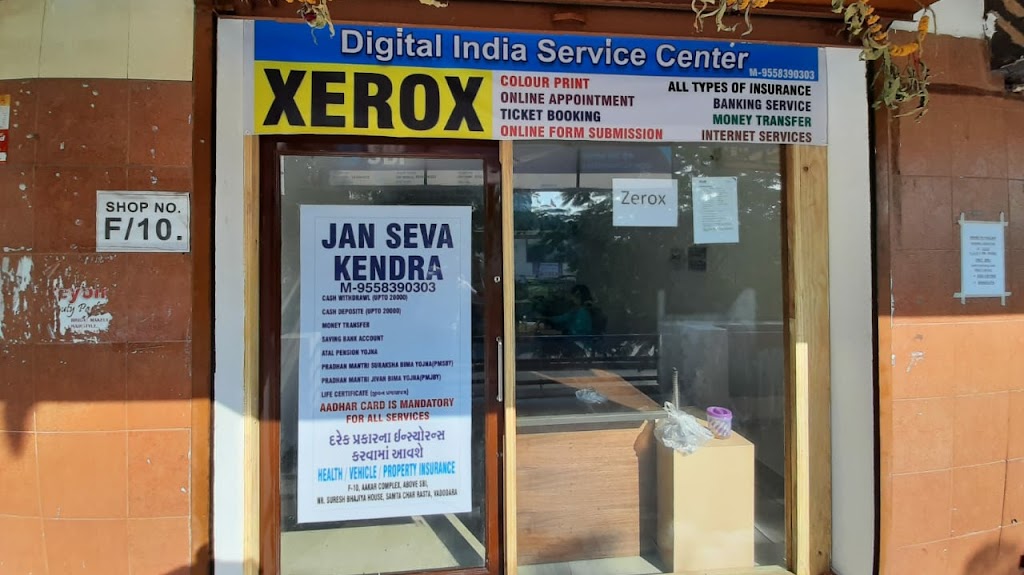 Digital India Service Center
M-9558390303
XEROX
COLOUR PRINT
ONLINE APPOINTMENT
TICKET BOOKING
ONLINE FORM SUBMISSION
ALL TYPES OF INSURANCE
BANKING SERVICE
MONEY TRANSFER
INTERNET SERVICES
SHOP NO.
F/10.
SBI
Zerox
JAN SEVA
KENDRA
M-9558390303
CASH WITHDRAWL (UPTO 20000)
CASH DEPOSITE (UPTO 20000)
MONEY TRANSFER
SAVING BANK ACCOUNT
ATAL PENSION YOJNA
PRADHAN MANTRI SURAKSHA BIMA YOJNA(PMSBY)
PRADHAN MANTRI JIVAN BIMA YOJNA(PMJBY)
LIFE CERTIFICATE
AADHAR CARD IS MANDATORY
FOR ALL SERVICES
દરેક પ્રકારના ઈન્સ્યોરન્સ
કરવામાં આવશે
HEALTH / VEHICLE / PROPERTY INSURANCE
F-10, AAKAR COMPLEX, ABOVE SBI,
NR. SURESH BHAJIYA HOUSE, SAMTA CHAR RASTA, VADODARA